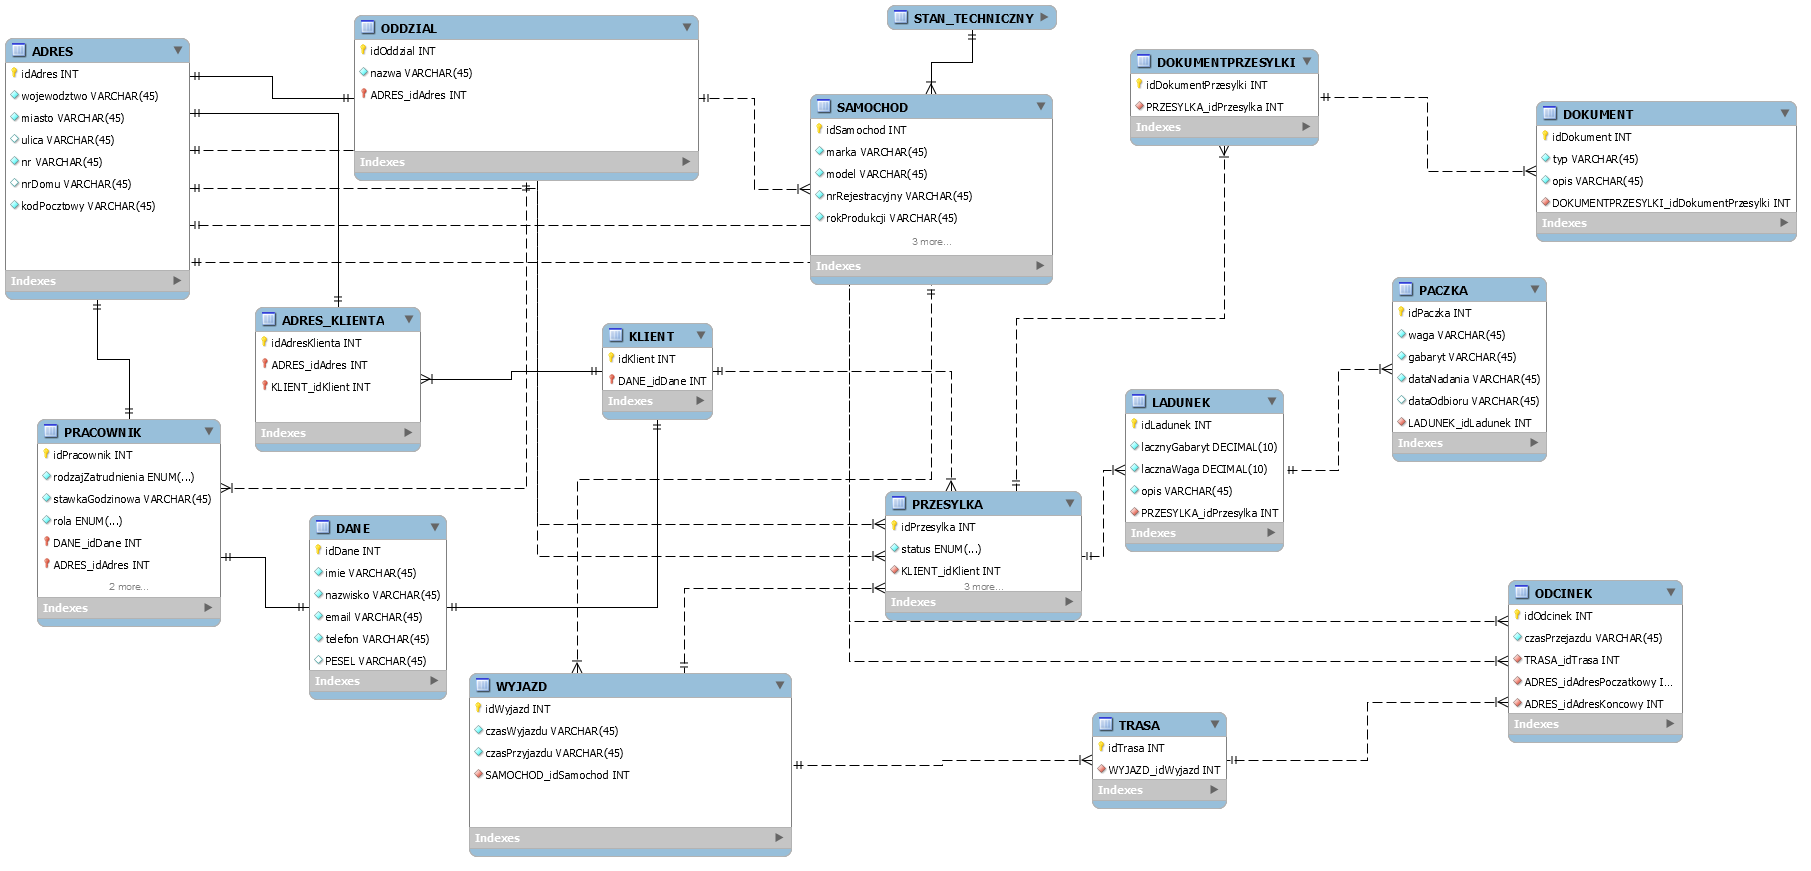 ADRES
idAdres INT
wojewodztwo VARCHAR(45)
miasto VARCHAR(45)
ulica VARCHAR(45)
nr VARCHAR(45)
nrDomu VARCHAR(45)
kodPocztowy VARCHAR(45)
Indexes
ODDZIAL
idOddzial INT
nazwa VARCHAR(45)
ADRES_idAdres INT
Indexes
STAN_TECHNICZNY
SAMOCHOD
idSamochod INT
marka VARCHAR(45)
model VARCHAR(45)
nrRejestracyjny VARCHAR(45)
rokProdukcji VARCHAR(45)
3 more...
Indexes
DOKUMENTPRZESYLKI
idDokumentPrzesylki INT
PRZESYLKA_idPrzesylka INT
Indexes
DOKUMENT
idDokument INT
typ VARCHAR(45)
opis VARCHAR(45)
DOKUMENTPRZESYLKI_idDokumentPrzesylki INT
Indexes
ADRES_KLIENTA
idAdresKlienta INT
ADRES_idAdres INT
KLIENT_idKlient INT
Indexes
KLIENT
idKlient INT
DANE_idDane INT
Indexes
PACZKA
idPaczka INT
waga VARCHAR(45)
gabaryt VARCHAR(45)
dataNadania VARCHAR(45)
dataOdbioru VARCHAR(45)
LADUNEK_idLadunek INT
Indexes
LADUNEK
idLadunek INT
lacznyGabaryt DECIMAL(10)
lacznaWaga DECIMAL(10)
opis VARCHAR(45)
PRZESYLKA_idPrzesylka INT
Indexes
PRACOWNIK
idPracownik INT
rodzajZatrudnienia ENUM(...)
stawkaGodzinowa VARCHAR(45)
rola ENUM(...)
DANE_idDane INT
ADRES_idAdres INT
2 more...
Indexes
DANE
idDane INT
imie VARCHAR(45)
nazwisko VARCHAR(45)
email VARCHAR(45)
telefon VARCHAR(45)
PESEL VARCHAR(45)
Indexes
PRZESYLKA
idPrzesylka INT
status ENUM(...)
KLIENT_idKlient INT
3 more...
Indexes
ODCINEK
idOdcinek INT
czasPrzejazdu VARCHAR(45)
TRASA_idTrasa INT
ADRES_idAdresPoczatkowy I...
ADRES_idAdresKoncowy INT
Indexes
WYJAZD
idWyjazd INT
czasWyjazdu VARCHAR(45)
czasPrzyjazdu VARCHAR(45)
SAMOCHOD_idSamochod INT
Indexes
TRASA
idTrasa INT
WYJAZD_idWyjazd INT
Indexes